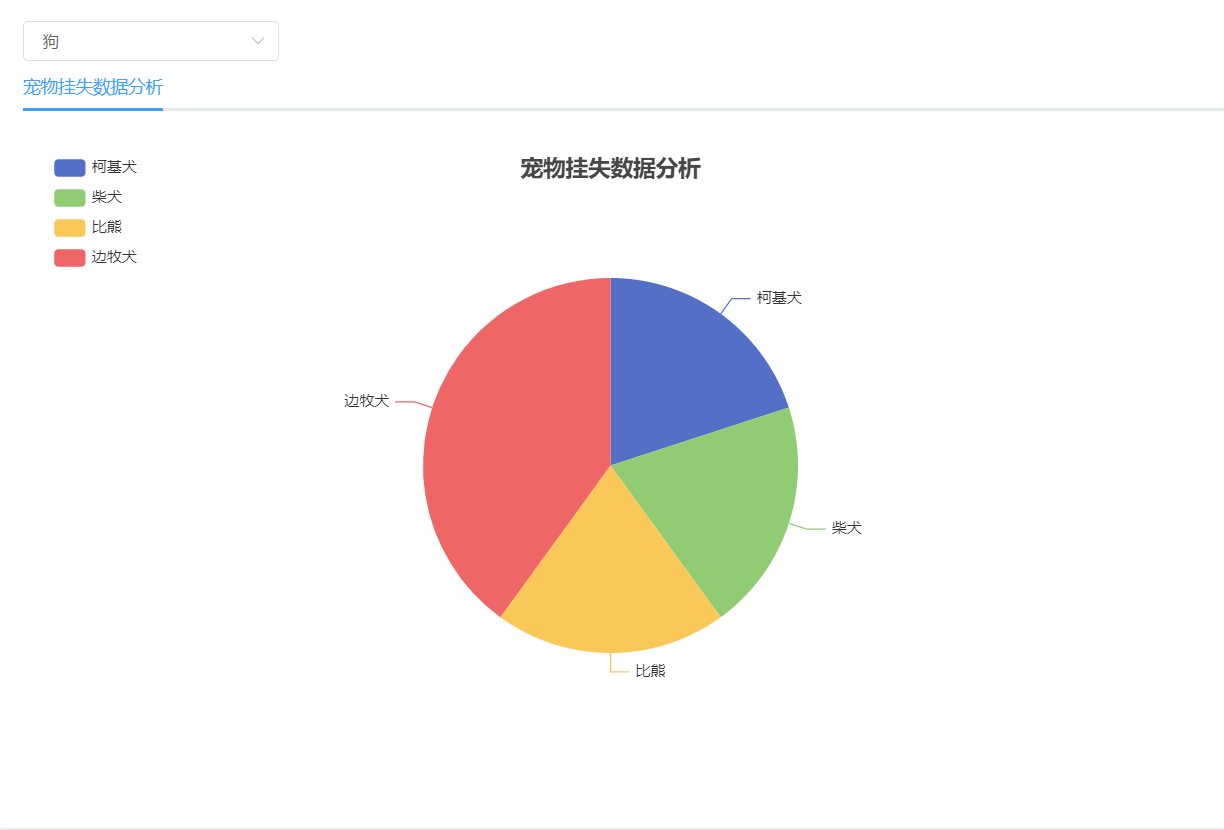 狗
宠物挂失数据分析
宠物挂失数据分析
柯基犬
柴犬
比熊
边牧犬
柯基犬
边牧犬
柴犬
比熊